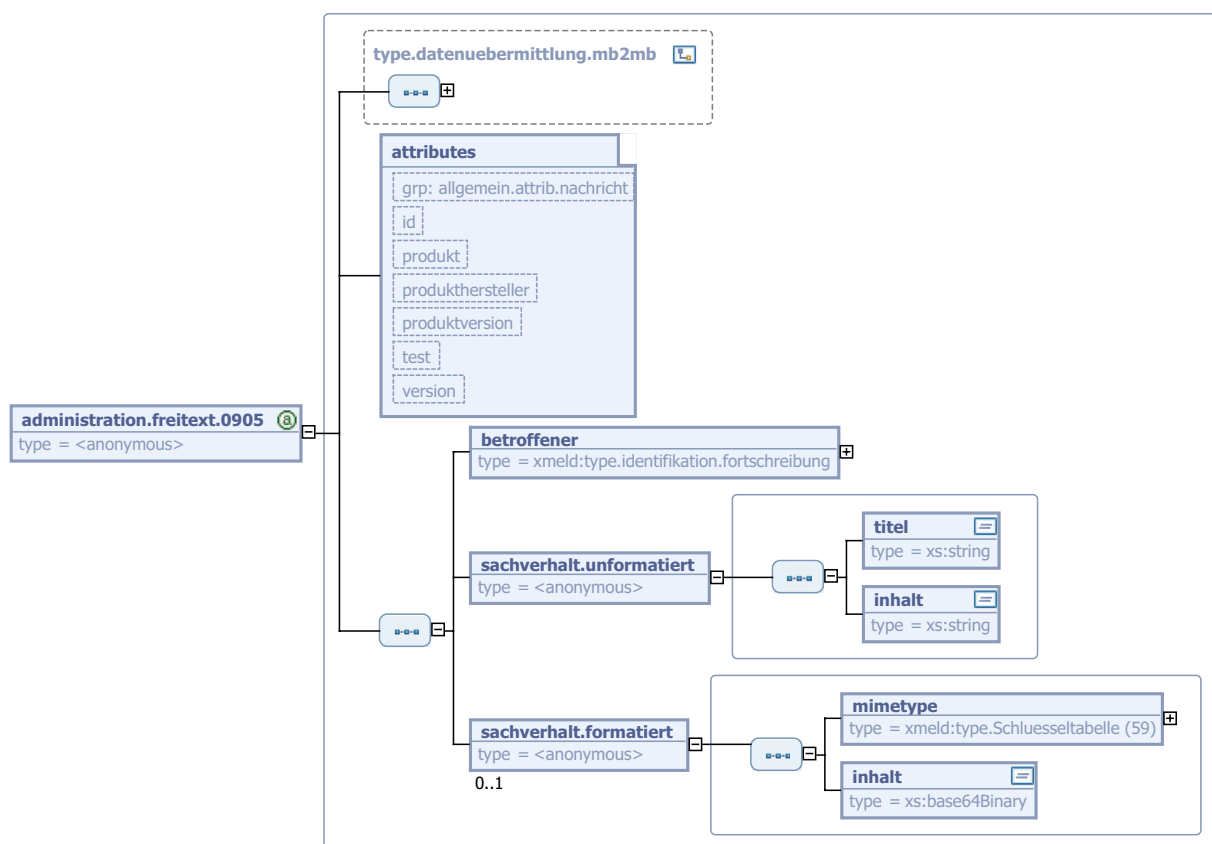 type.datenuebermittlung.mb2mb
attributes
grp: allgemein.attrib.nachricht
id
produkt
produkthersteller
produktversion
test
version
administration.freitext.0905 @
type = <anonymous>
betroffener
type = xmeld:type.identifikation.fortschreibung
sachverhalt.unformatiert
type = <anonymous>
titel
type = xs:string
inhalt
type = xs:string
sachverhalt.formatiert
type = <anonymous>
0..1
mimetype
type = xmeld:type.Schluesseltabelle (59)
inhalt
type = xs:base64Binary